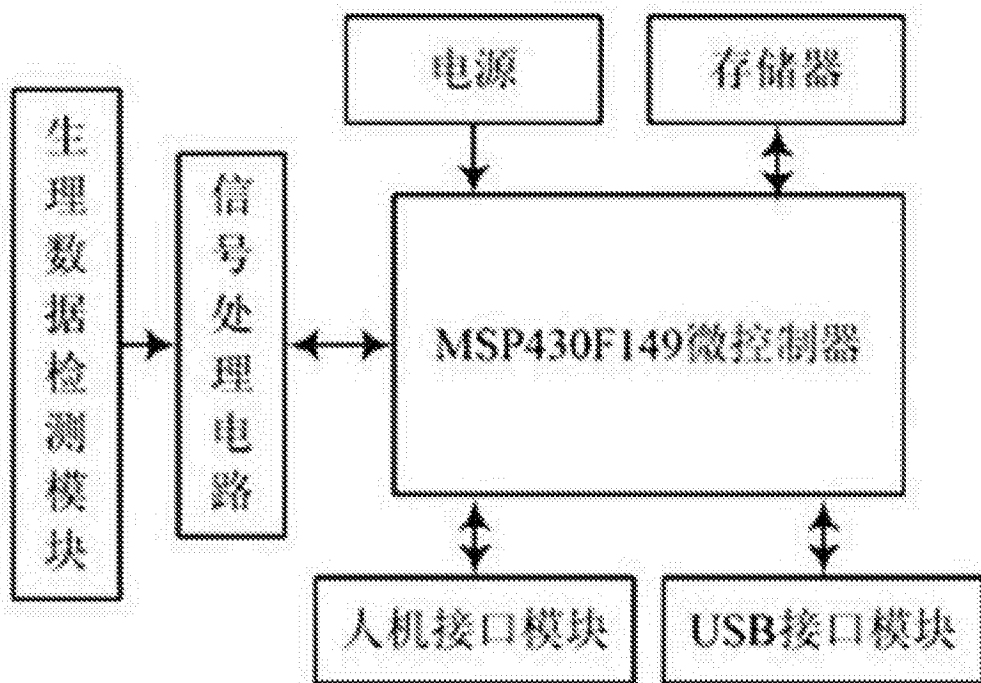 电源
存储器
生理数据检测模块
信号处理电路
MSP430F149微控制器
人机接口模块
USB接口模块